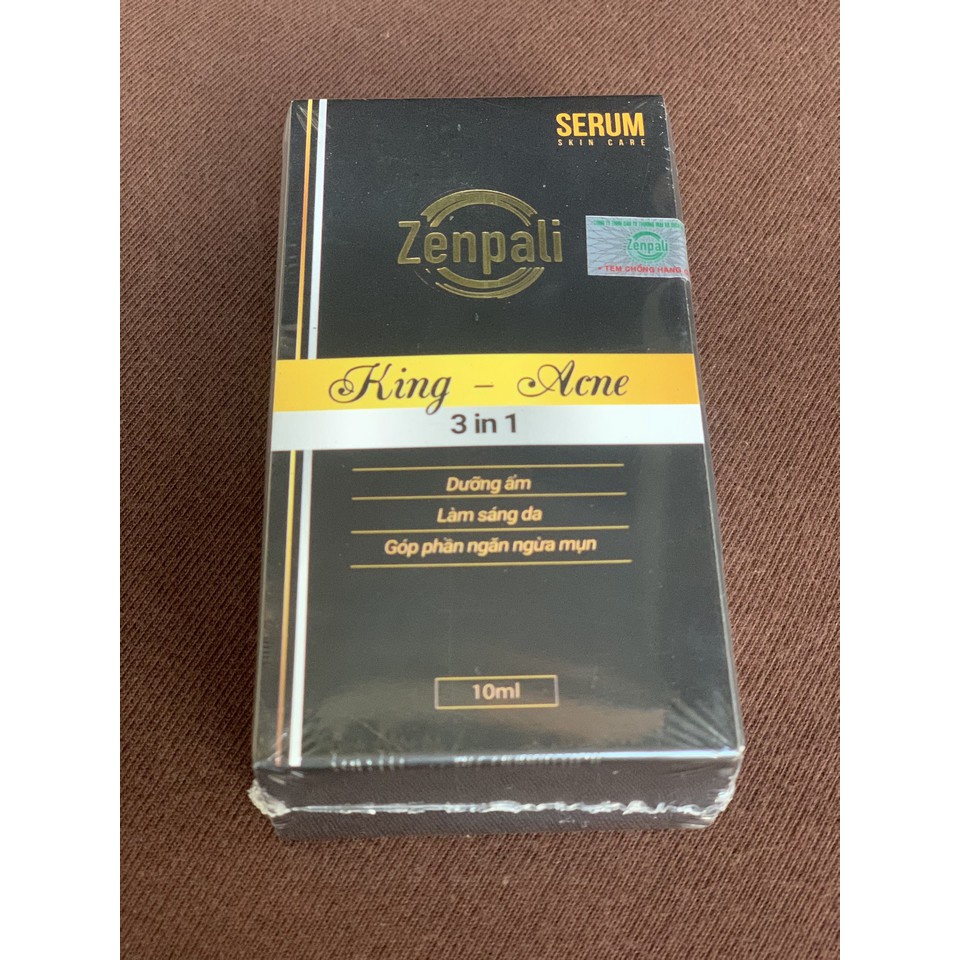 SERUM
SKIN CARE
Zenpali
Zenpali
TEM CHỐNG HÀNG
King - Acne
3 in 1
Dưỡng ẩm
Làm sáng da
Góp phần ngăn ngừa mụn
10ml